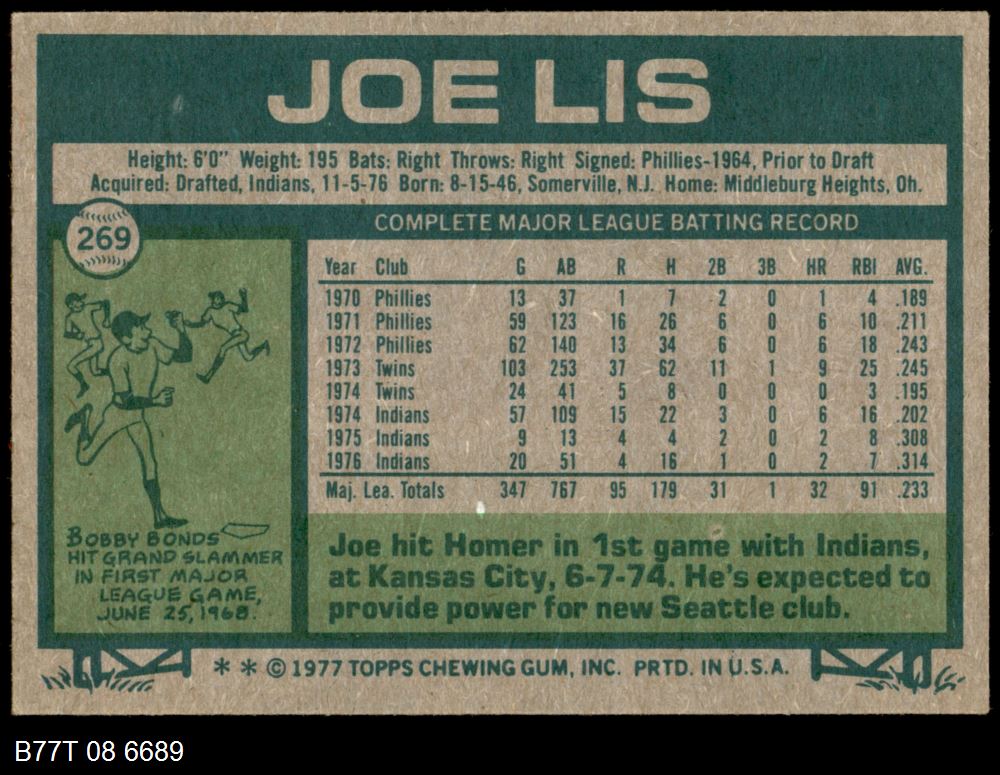 JOE LIS
Height: 6'0" Weight: 195 Bats: Right Throws: Right Signed: Phillies-1964, Prior to Draft
Acquired: Drafted, Indians, 11-5-76 Born: 8-15-46, Somerville, N.J. Home: Middleburg Heights, Oh.
269
COMPLETE MAJOR LEAGUE BATTING RECORD
Year Club G AB R H 2B 3B HR RBI AVG.
1970 Phillies 13 37 1 7 2 0 1 4 .189
1971 Phillies 59 123 16 26 6 0 6 10 .211
1972 Phillies 62 140 13 34 6 0 6 18 .243
1973 Twins 103 253 37 62 11 1 9 25 .245
1974 Twins 24 41 5 8 0 0 0 3 .195
1974 Indians 57 109 15 22 3 0 6 16 .202
1975 Indians 9 13 4 4 2 0 2 8 .308
1976 Indians 20 51 4 16 1 0 2 7 .314
Maj. Lea. Totals 347 767 95 179 31 1 32 91 .233
BOBBY BONDS
HIT GRAND SLAMMER
IN FIRST MAJOR
LEAGUE GAME,
JUNE 25, 1968.
Joe hit Homer in 1st game with Indians,
at Kansas City, 6-7-74. He's expected to
provide power for new Seattle club.
* * © 1977 TOPPS CHEWING GUM, INC. PRTD. IN U.S.A.
B77T 08 6689